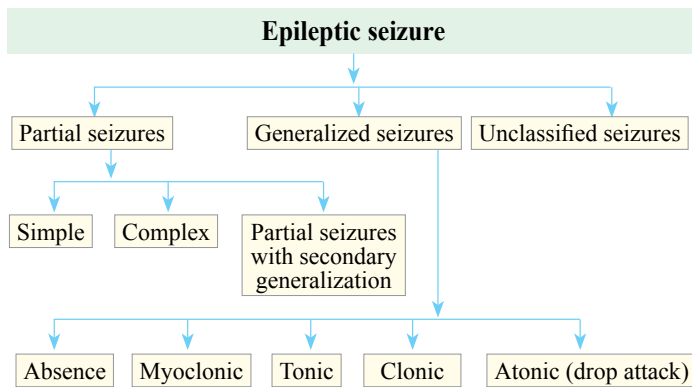 Epileptic seizure
Partial seizures
Generalized seizures
Unclassified seizures
Simple
Complex
Partial seizures
with secondary
generalization
Absence
Myoclonic
Tonic
Clonic
Atonic (drop attack)